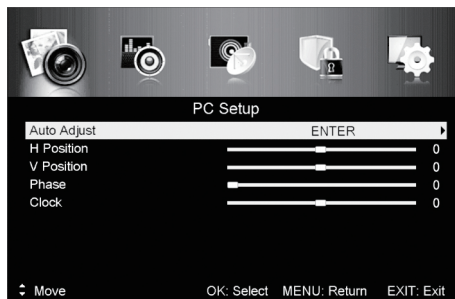 PC Setup
Auto Adjust ENTER
H Position 0
V Position 0
Phase 0
Clock 0
Move OK: Select MENU: Return EXIT: Exit